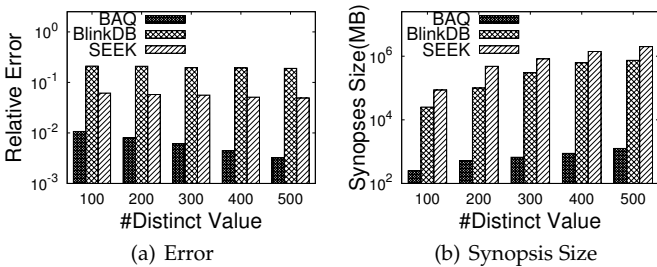 BAQ
BlinkDB
SEEK
Relative Error
10^0
10^-1
10^-2
10^-3
100 200 300 400 500
#Distinct Value
(a) Error
BAQ
BlinkDB
SEEK
Synopses Size(MB)
10^6
10^4
10^2
100 200 300 400 500
#Distinct Value
(b) Synopsis Size